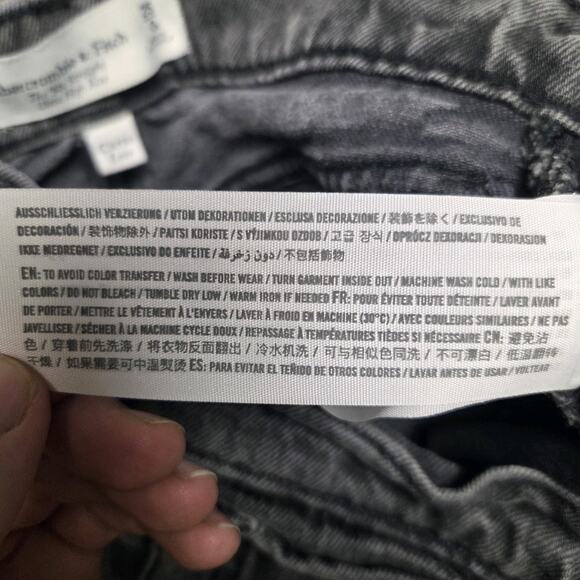 Abercrombie & Fitch
AUSSCHLIESSLICH VERZIERUNG / UTOM DEKORATIONEN / ESCLUSA DECORAZIONE / 装飾を除く / EXCLUSIVO DE
DECORACIÓN / 装饰物除外 / PAITSI KORISTE / S VÝJIMKOU OZDOB / 고급 장식 / OPRÓCZ DEKORACJI / DEKORASJON
IKKE MEDREGNET / EXCLUSIVO DO ENFEITE / دون زخرفة / 不包括飾物
EN: TO AVOID COLOR TRANSFER / WASH BEFORE WEAR / TURN GARMENT INSIDE OUT / MACHINE WASH COLD / WITH LIKE
COLORS / DO NOT BLEACH / TUMBLE DRY LOW / WARM IRON IF NEEDED FR: POUR ÉVITER TOUTE DÉTEINTE / LAVER AVANT
DE PORTER / METTRE LE VÊTEMENT À L'ENVERS / LAVER À FROID EN MACHINE (30°C) / AVEC COULEURS SIMILAIRES / NE PAS
JAVELLISER / SÉCHER À LA MACHINE CYCLE DOUX / REPASSAGE À TEMPÉRATURES TIÈDES SI NÉCESSAIRE CN: 避免沾
色 / 穿着前先洗涤 / 将衣物反面翻出 / 冷水机洗 / 可与相似色同洗 / 不可漂白 / 低温翻转
干燥 / 如果需要可中温熨烫 ES: PARA EVITAR EL TEÑIDO DE OTROS COLORES / LAVAR ANTES DE USAR / VOLTEAR